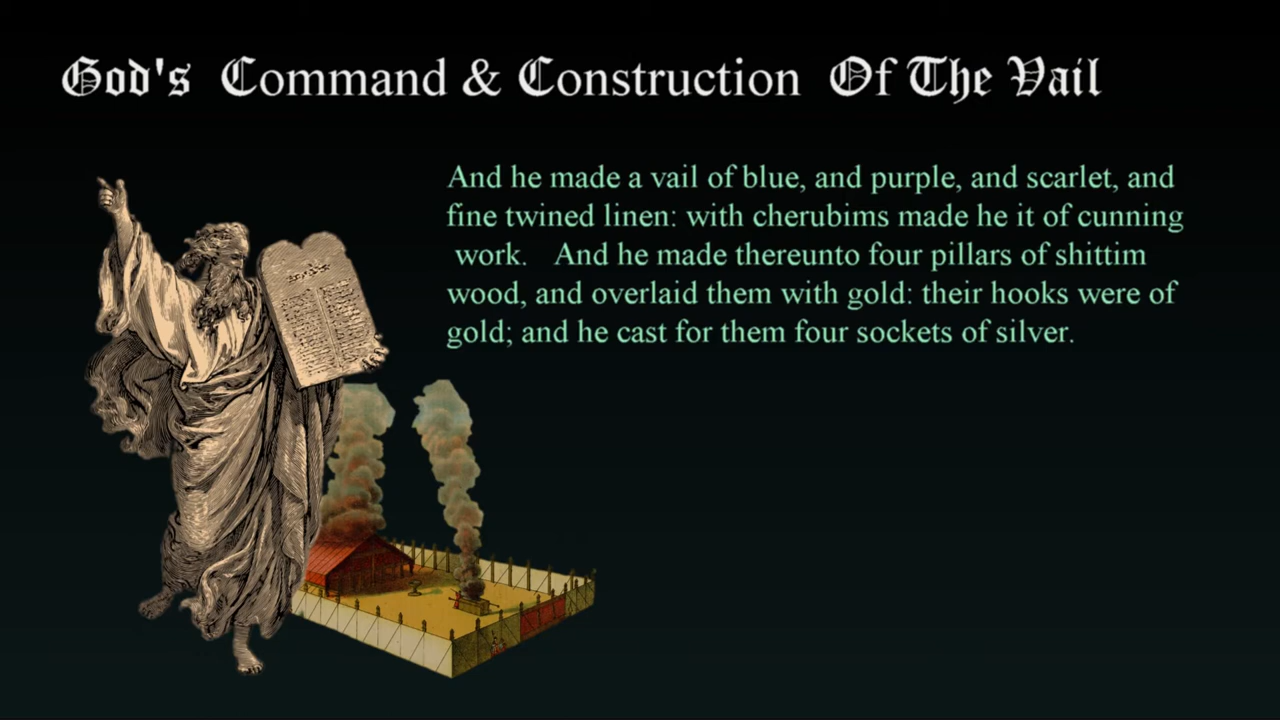 God's Command & Construction Of The Vail
And he made a vail of blue, and purple, and scarlet, and
fine twined linen: with cherubims made he it of cunning
work. And he made thereunto four pillars of shittim
wood, and overlaid them with gold: their hooks were of
gold; and he cast for them four sockets of silver.